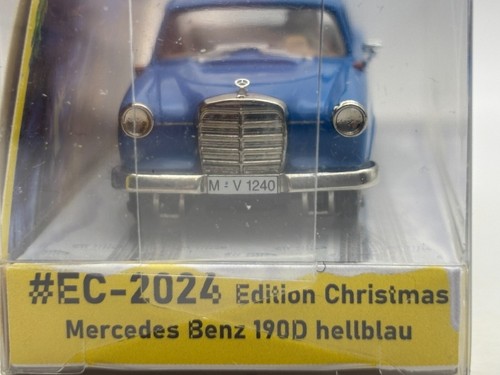 M - V 1240
#EC-2024 Edition Christmas
Mercedes Benz 190D hellblau